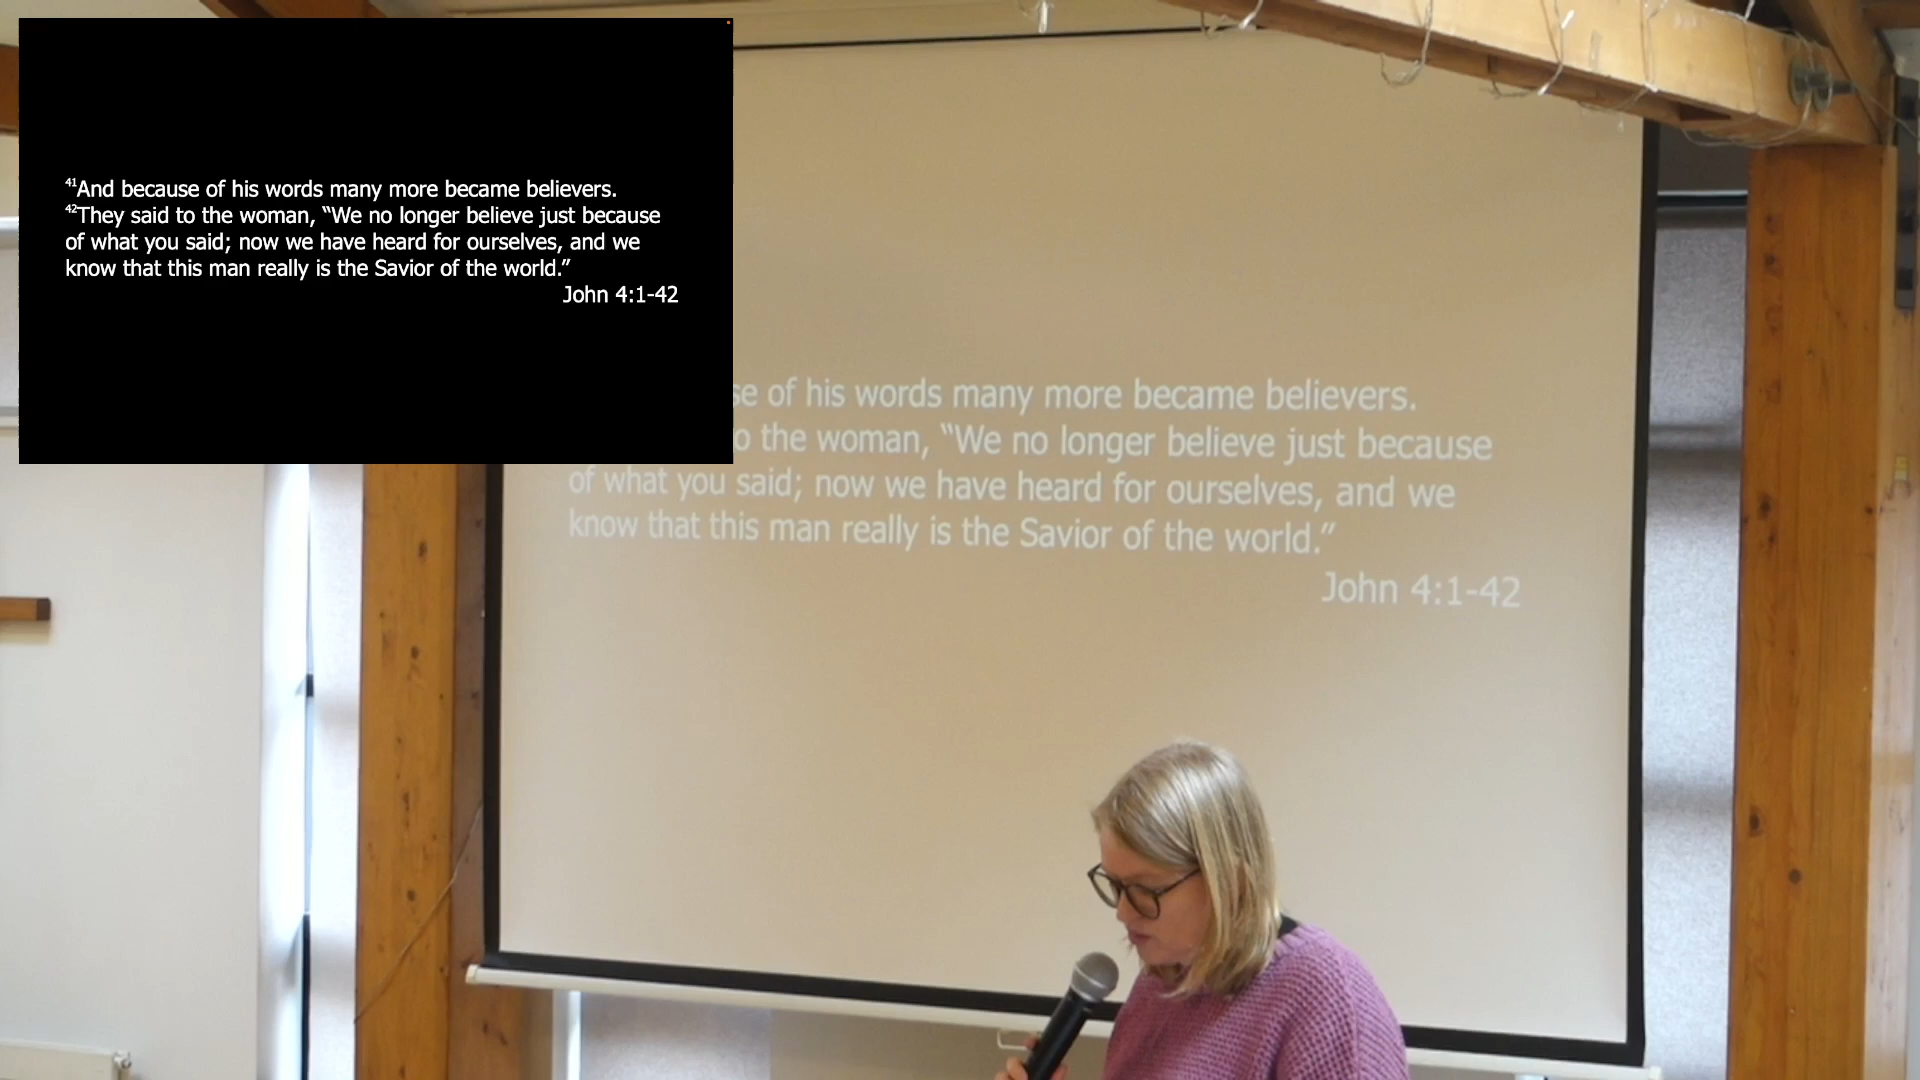 ⁴¹And because of his words many more became believers.
⁴²They said to the woman, “We no longer believe just because
of what you said; now we have heard for ourselves, and we
know that this man really is the Savior of the world.”
John 4:1-42
se of his words many more became believers.
o the woman, “We no longer believe just because
of what you said; now we have heard for ourselves, and we
know that this man really is the Savior of the world.”
John 4:1-42